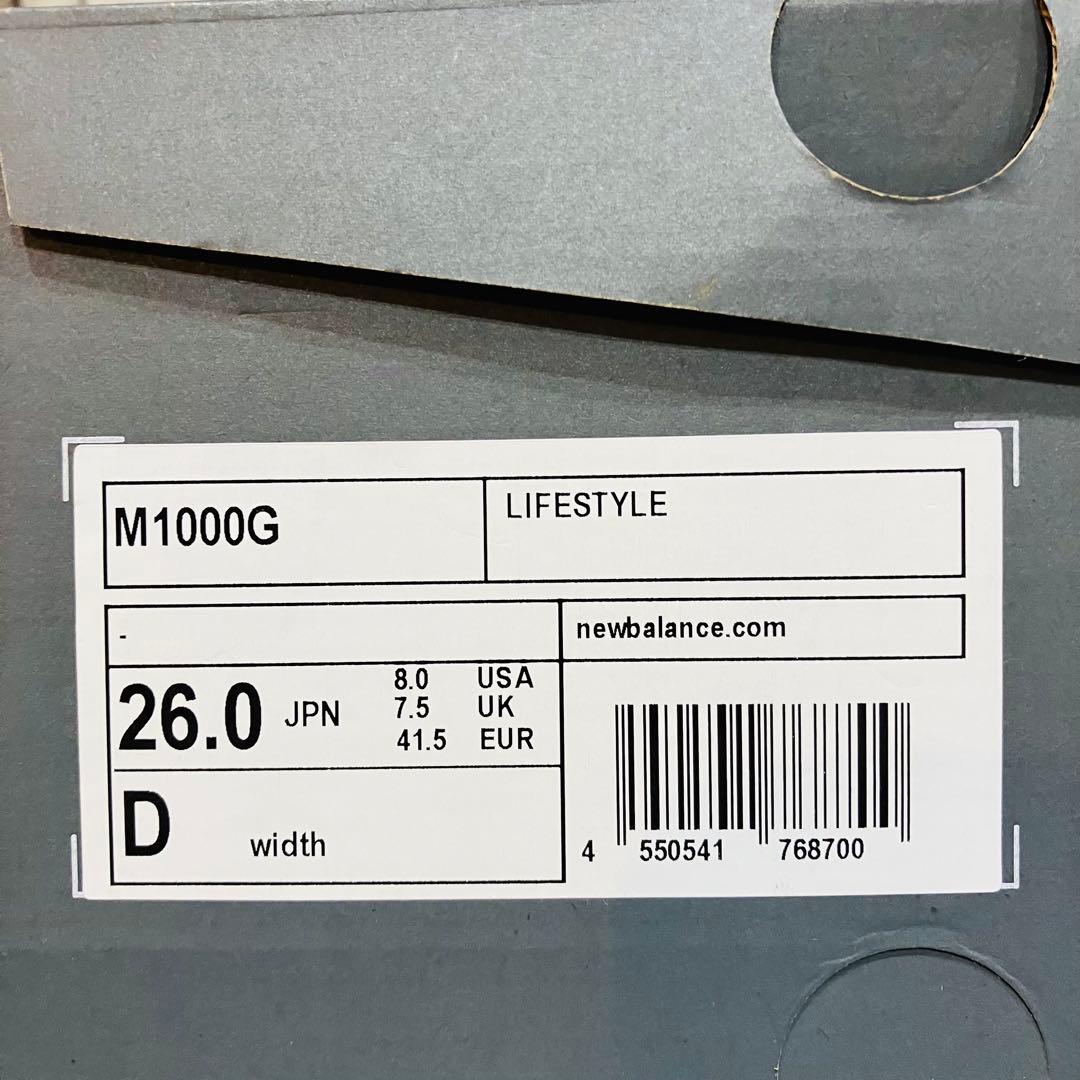 M1000G
LIFESTYLE
-
newbalance.com
26.0 JPN
8.0 USA
7.5 UK
41.5 EUR
D width
4 550541 768700